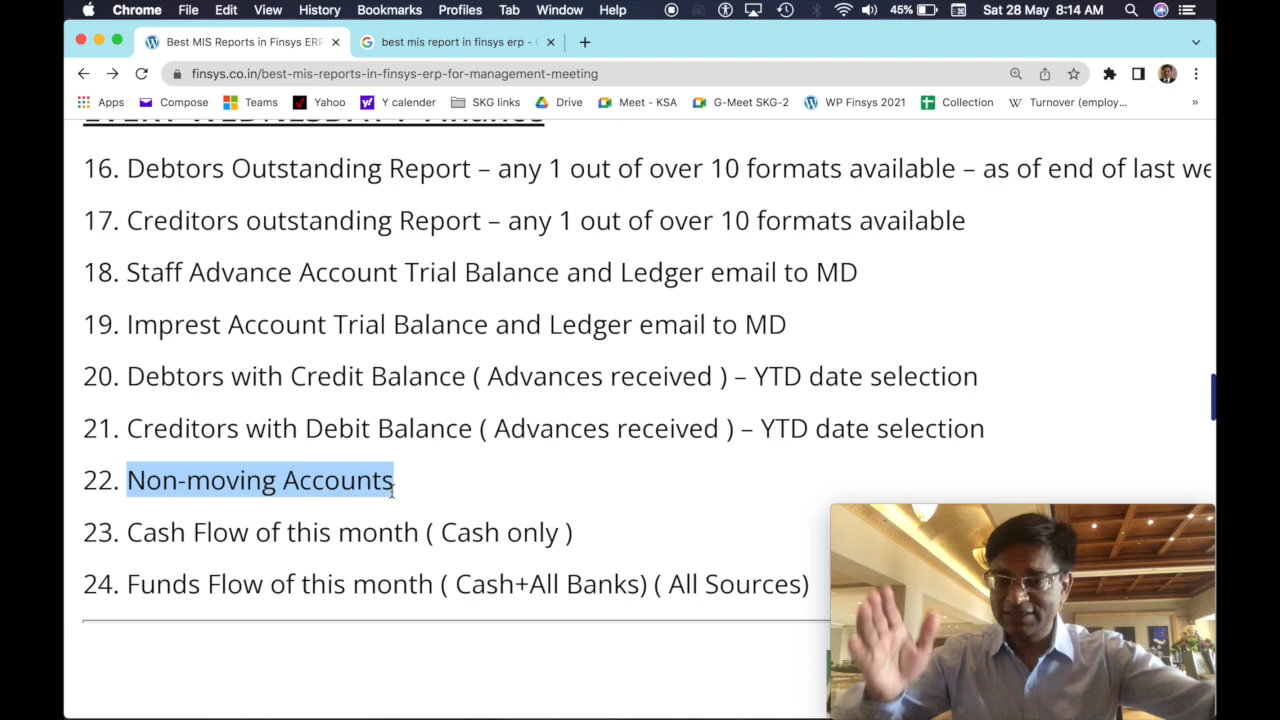 Chrome File Edit View History Bookmarks Profiles Tab Window Help 45% Sat 28 May 8:14 AM
Best MIS Reports in Finsys ERP × best mis report in finsys erp - × +
finsys.co.in/best-mis-reports-in-finsys-erp-for-management-meeting
Apps Compose Teams Yahoo Y calender SKG links Drive Meet - KSA G-Meet SKG-2 WP Finsys 2021 Collection Turnover (employ... »
16. Debtors Outstanding Report – any 1 out of over 10 formats available – as of end of last we
17. Creditors outstanding Report – any 1 out of over 10 formats available
18. Staff Advance Account Trial Balance and Ledger email to MD
19. Imprest Account Trial Balance and Ledger email to MD
20. Debtors with Credit Balance ( Advances received ) – YTD date selection
21. Creditors with Debit Balance ( Advances received ) – YTD date selection
22. Non-moving Accounts
23. Cash Flow of this month ( Cash only )
24. Funds Flow of this month ( Cash+All Banks) ( All Sources)